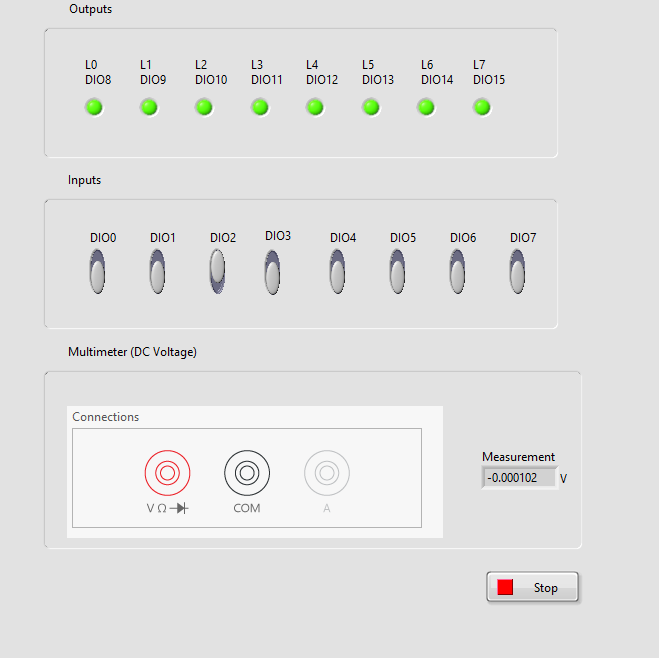 Outputs
L0 L1 L2 L3 L4 L5 L6 L7
DIO8 DIO9 DIO10 DIO11 DIO12 DIO13 DIO14 DIO15
Inputs
DIO0 DIO1 DIO2 DIO3 DIO4 DIO5 DIO6 DIO7
Multimeter (DC Voltage)
Connections
Measurement
-0.000102 V
V Ω COM A
Stop